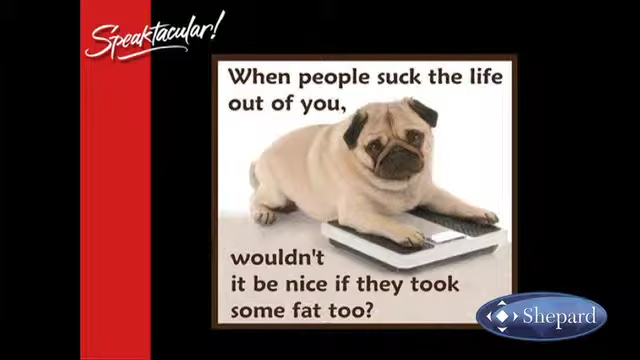 Speaktacular!
When people suck the life
out of you,
wouldn't
it be nice if they took
some fat too?
Shepard